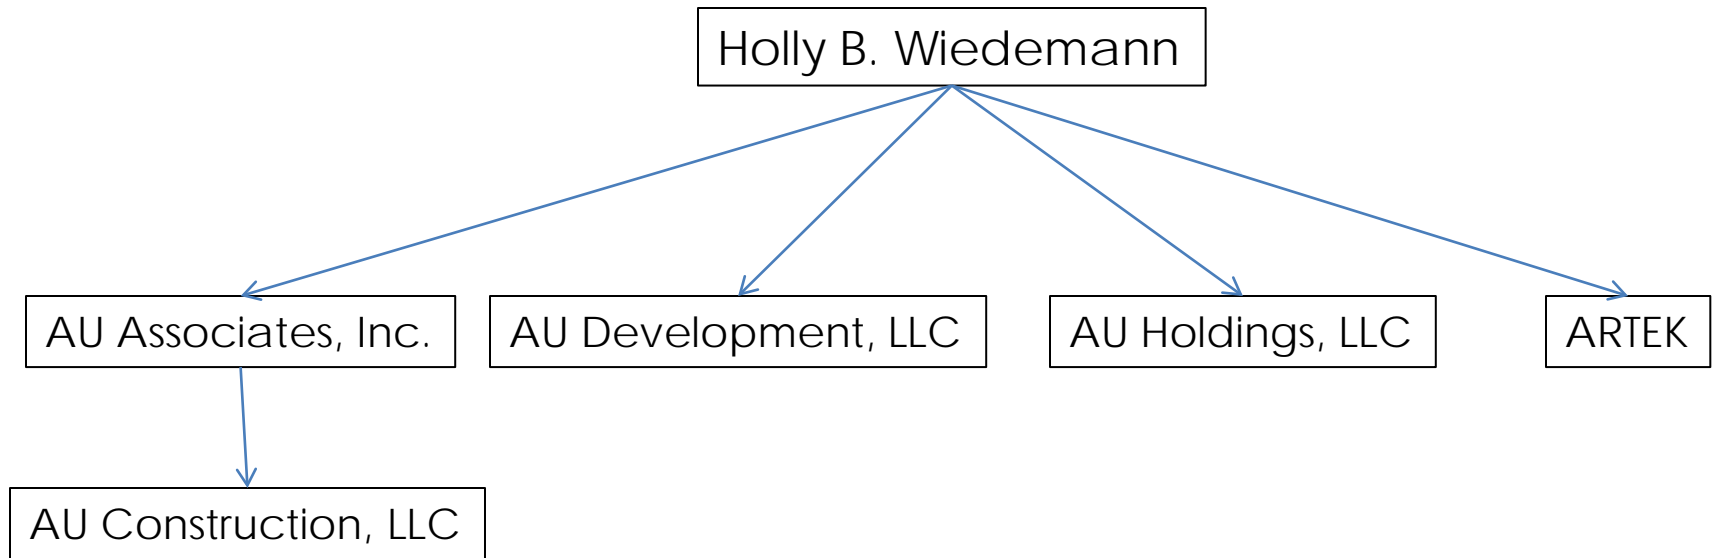 Holly B. Wiedemann
AU Associates, Inc.
AU Development, LLC
AU Holdings, LLC
ARTEK
AU Construction, LLC